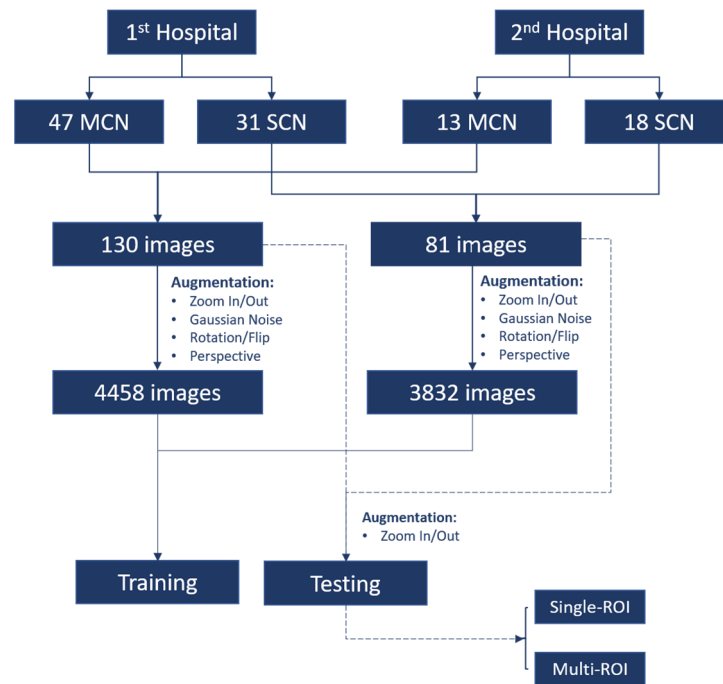 1st Hospital
2nd Hospital
47 MCN
31 SCN
13 MCN
18 SCN
130 images
81 images
Augmentation:
• Zoom In/Out
• Gaussian Noise
• Rotation/Flip
• Perspective
Augmentation:
• Zoom In/Out
• Gaussian Noise
• Rotation/Flip
• Perspective
4458 images
3832 images
Augmentation:
• Zoom In/Out
Training
Testing
Single-ROI
Multi-ROI